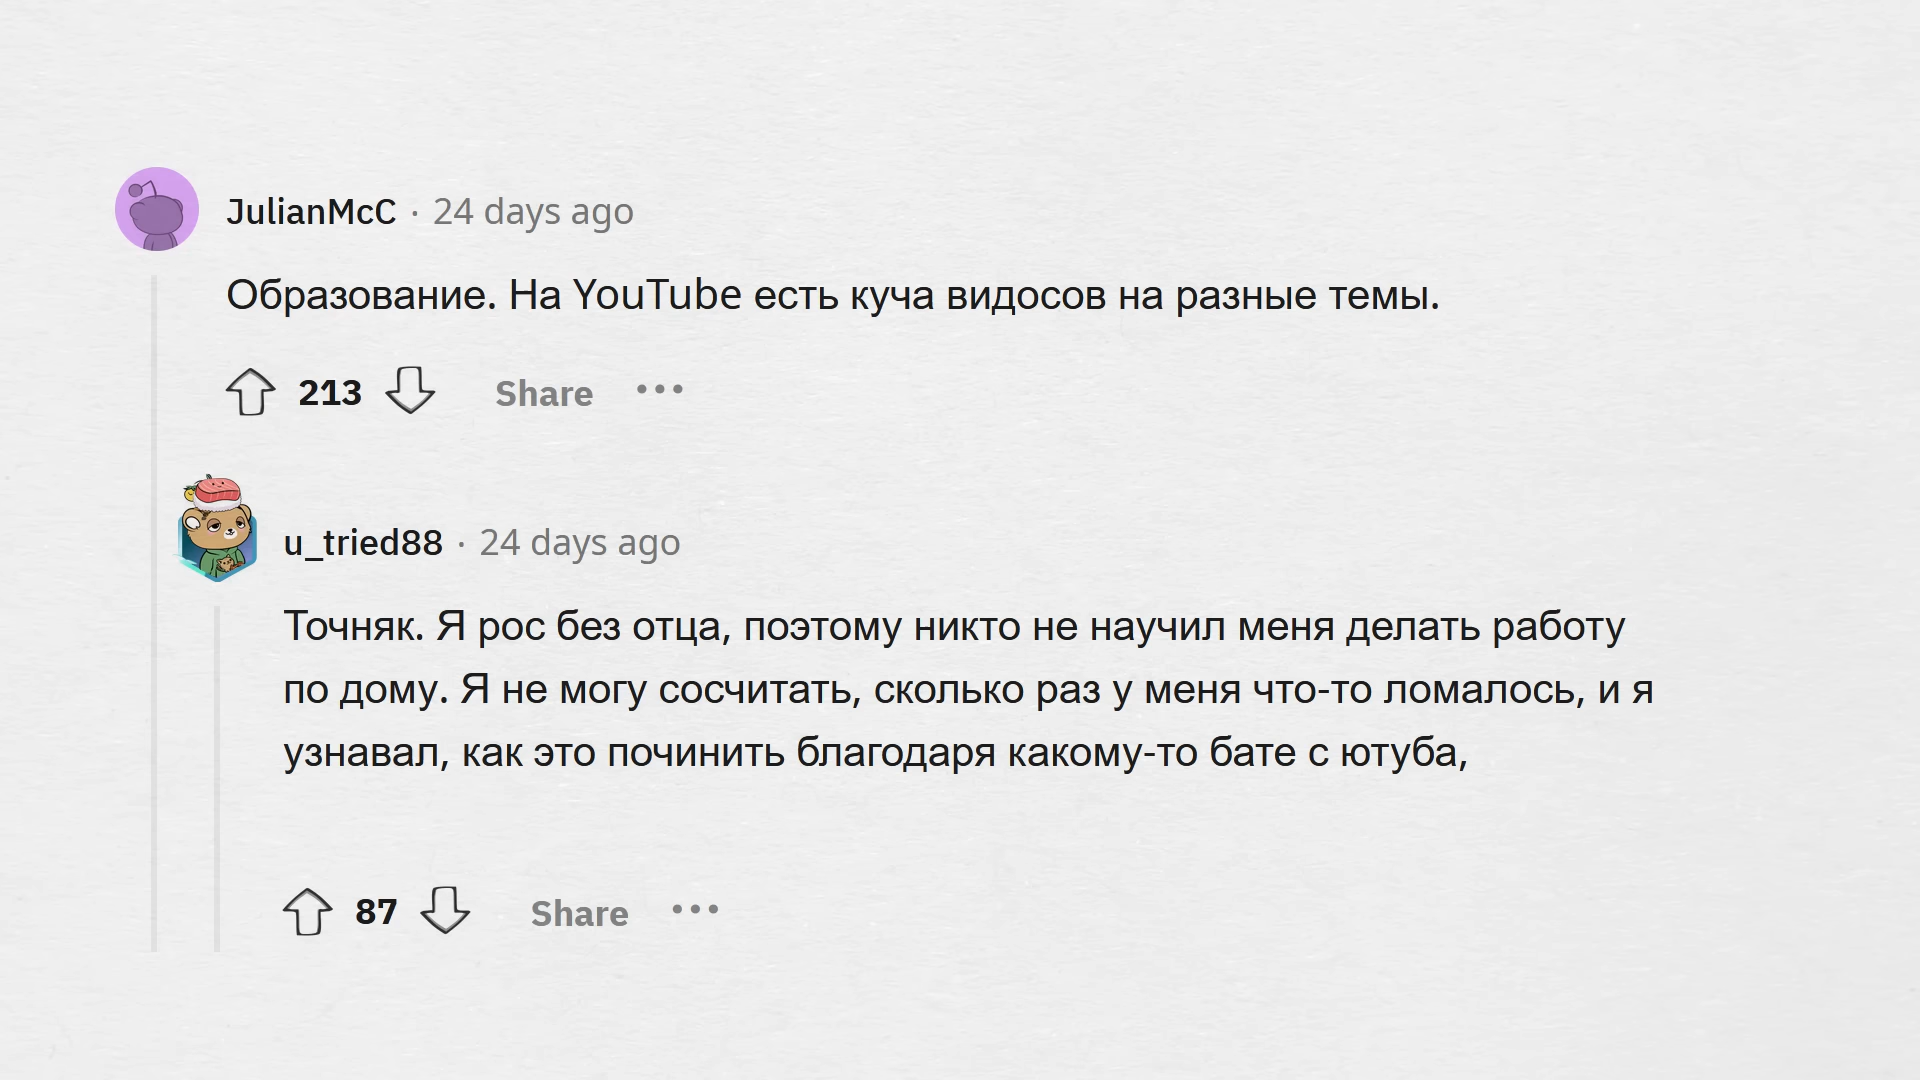 JulianMcC · 24 days ago
Образование. На YouTube есть куча видосов на разные темы.
213 Share •••
u_tried88 · 24 days ago
Точняк. Я рос без отца, поэтому никто не научил меня делать работу
по дому. Я не могу сосчитать, сколько раз у меня что-то ломалось, и я
узнавал, как это починить благодаря какому-то бате с ютуба,
87 Share •••